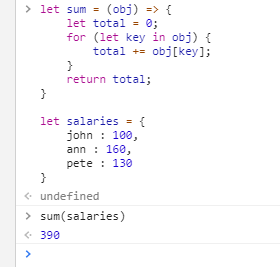 let sum = (obj) => {
    let total = 0;
    for (let key in obj) {
        total += obj[key];
    }
    return total;
}

let salaries = {
    john : 100,
    ann : 160,
    pete : 130
}
undefined
sum(salaries)
390